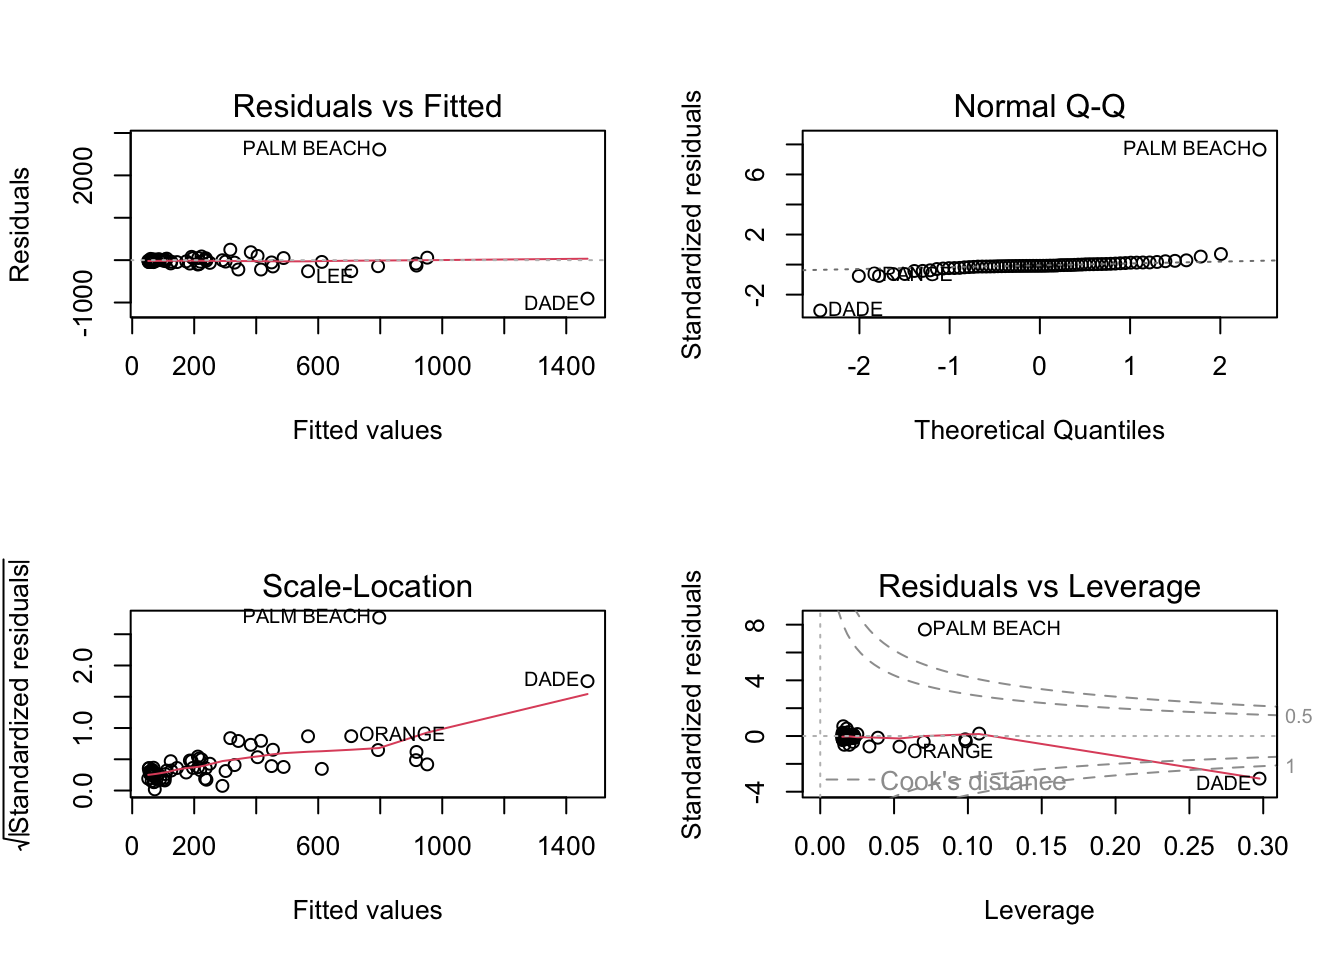 Residuals vs Fitted
Residuals
2000
-1000
PALM BEACH
LEE
DADE
0 200 600 1000 1400
Fitted values
Normal Q-Q
Standardized residuals
6
2
-2
PALM BEACH
DADE
-2 -1 0 1 2
Theoretical Quantiles
Scale-Location
√|Standardized residuals|
2.0
1.0
0.0
PALM BEACH
DADE
ORANGE
0 200 600 1000 1400
Fitted values
Residuals vs Leverage
Standardized residuals
8
4
0
-4
PALM BEACH
0.5
ORANGE
1
Cook's distance
DADE
0.00 0.05 0.10 0.15 0.20 0.25 0.30
Leverage